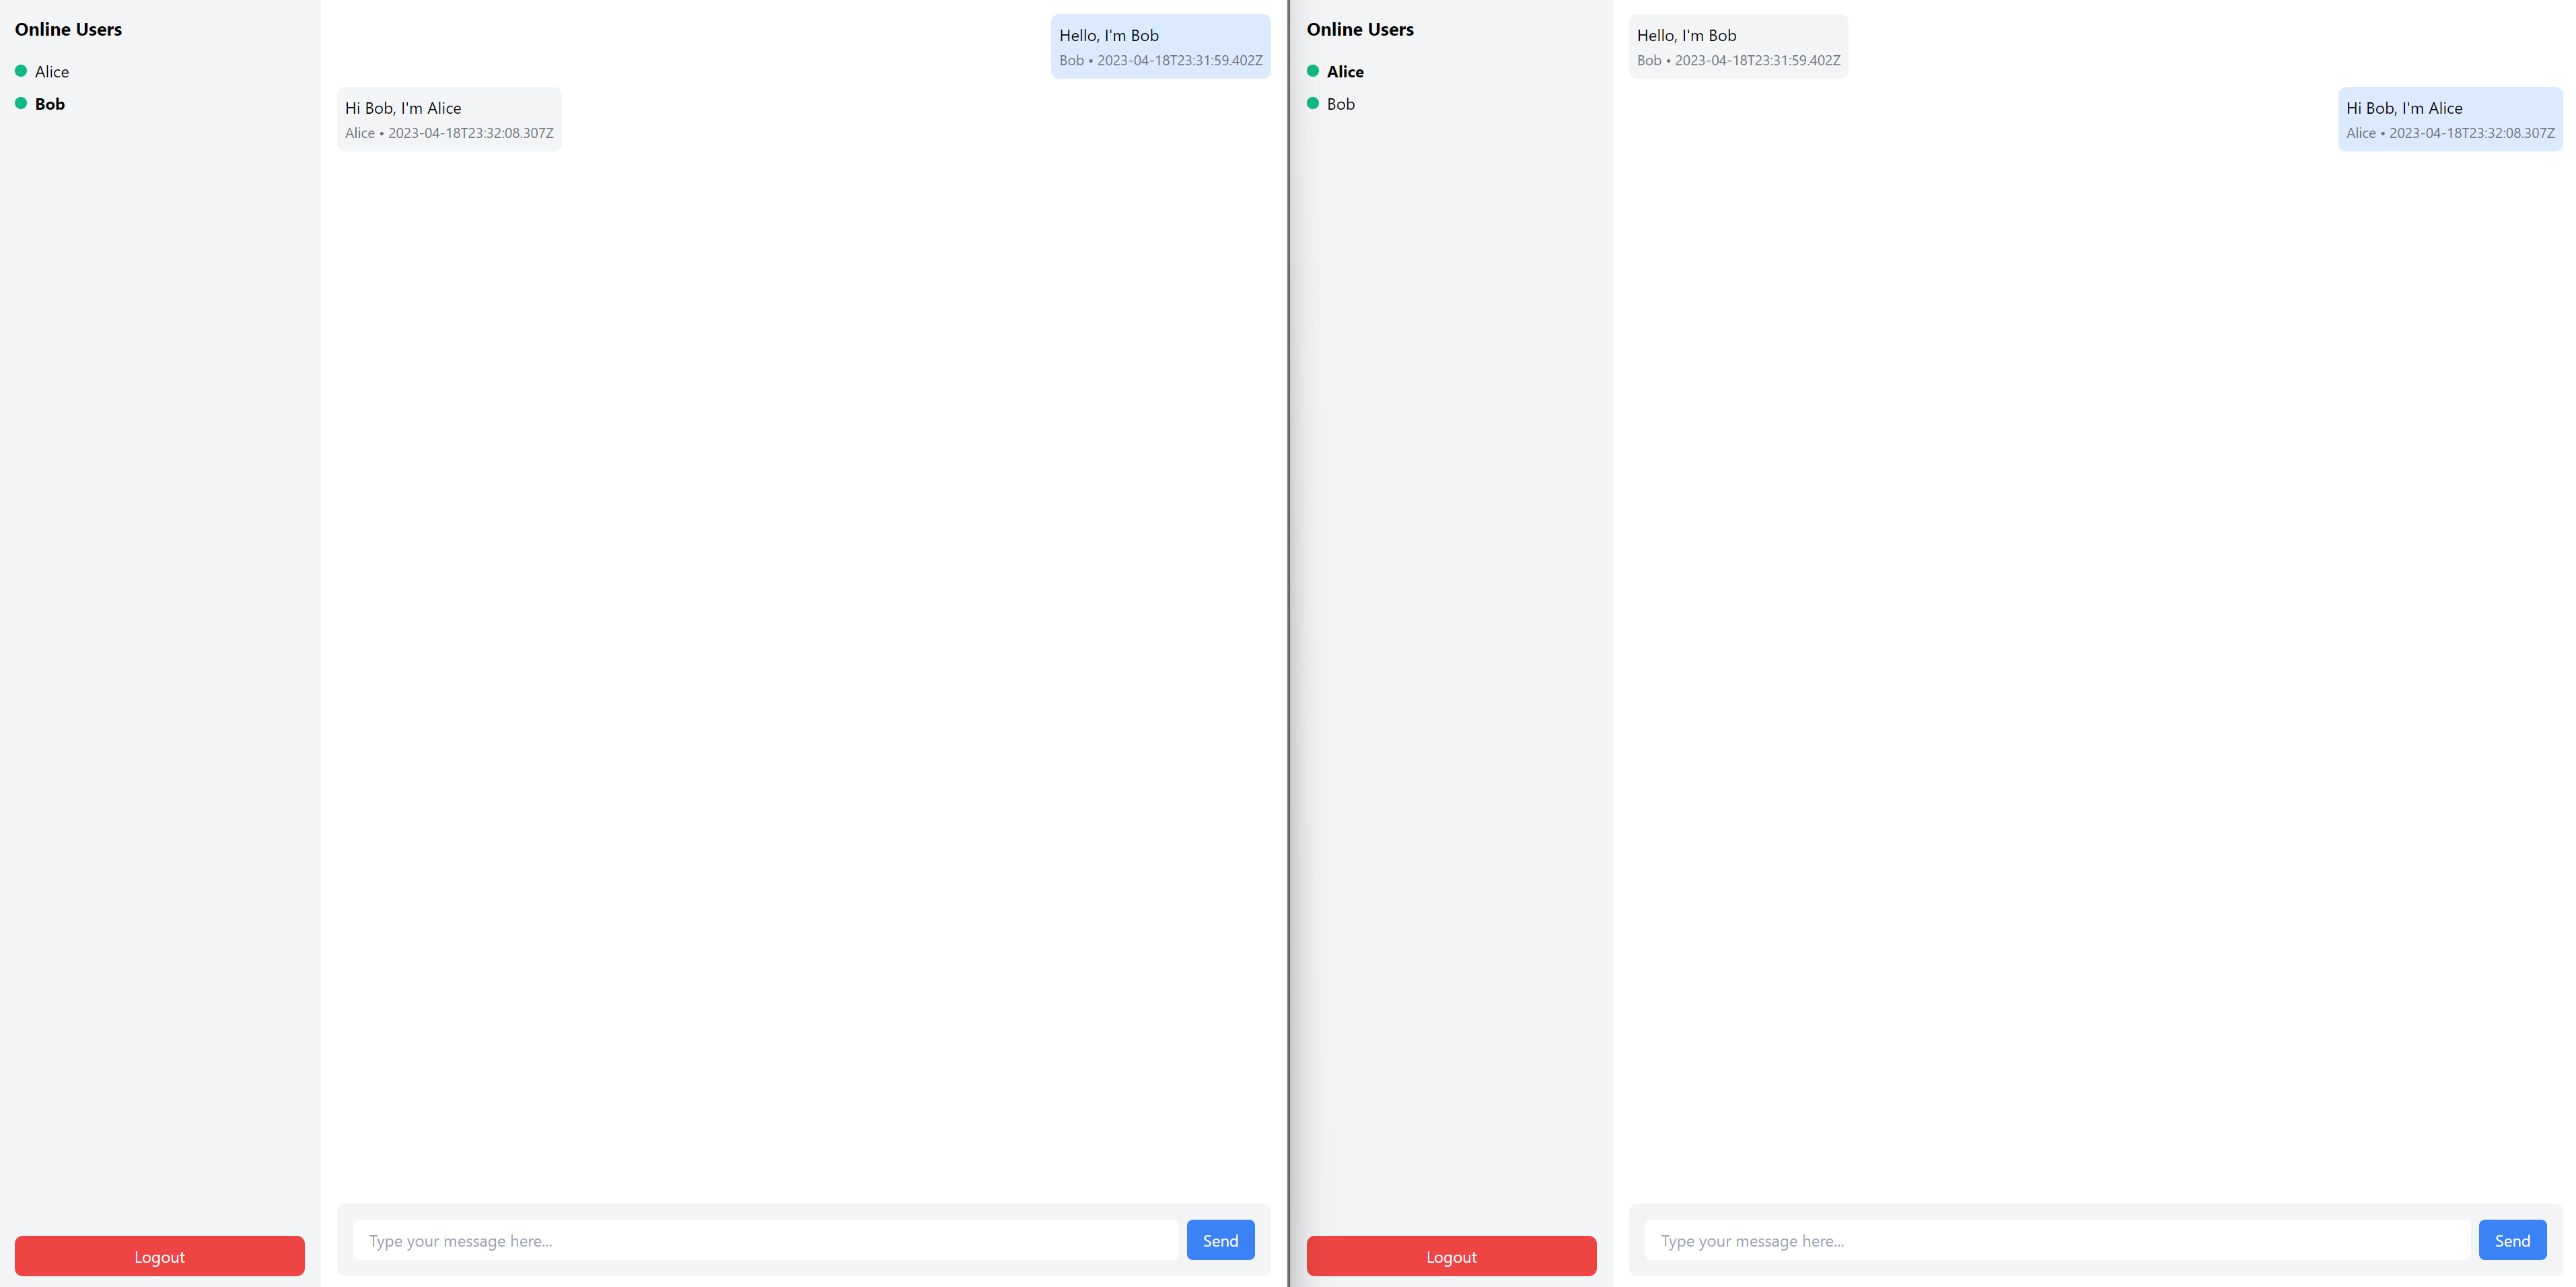 Online Users
Alice
Bob
Hello, I'm Bob
Bob • 2023-04-18T23:31:59.402Z
Hi Bob, I'm Alice
Alice • 2023-04-18T23:32:08.307Z
Type your message here...
Send
Logout
Online Users
Alice
Bob
Hello, I'm Bob
Bob • 2023-04-18T23:31:59.402Z
Hi Bob, I'm Alice
Alice • 2023-04-18T23:32:08.307Z
Type your message here...
Send
Logout